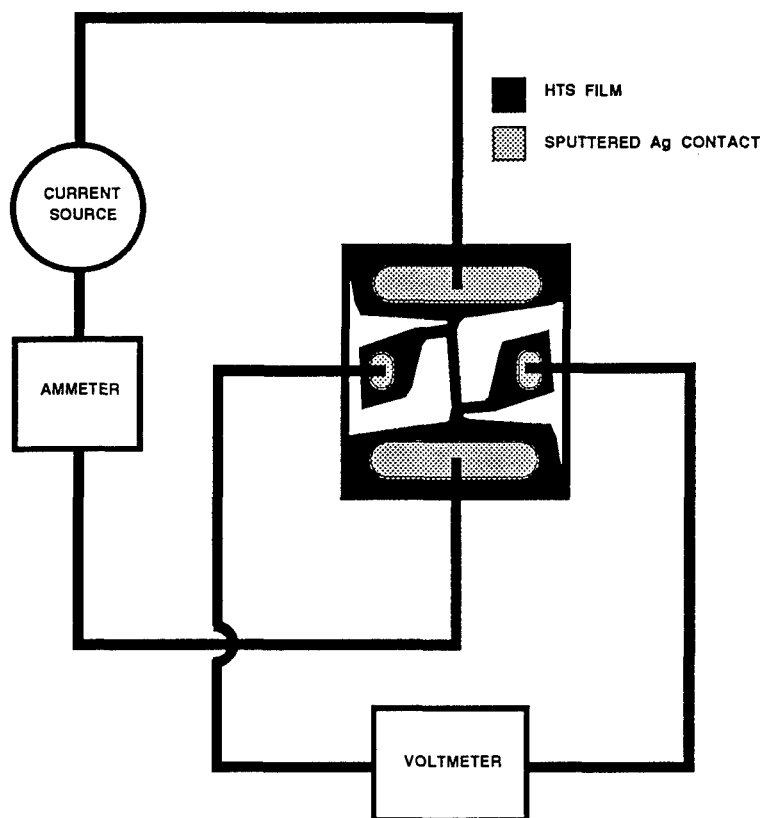 HTS FILM
SPUTTERED Ag CONTACT
CURRENT
SOURCE
AMMETER
VOLTMETER